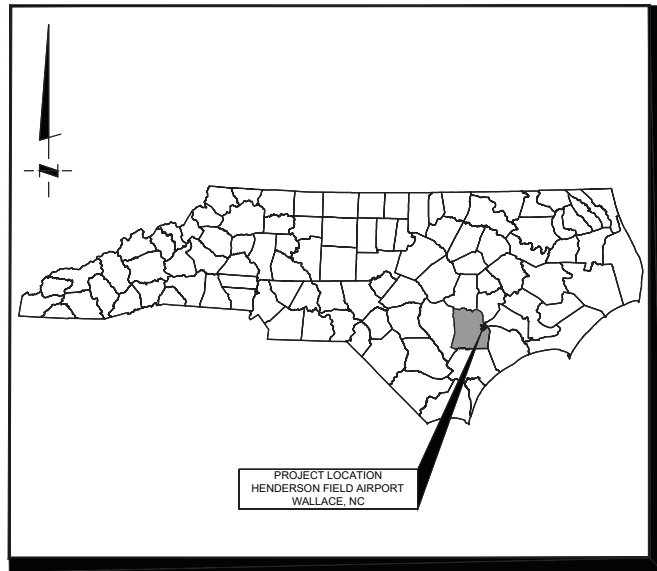 N
PROJECT LOCATION
HENDERSON FIELD AIRPORT
WALLACE, NC